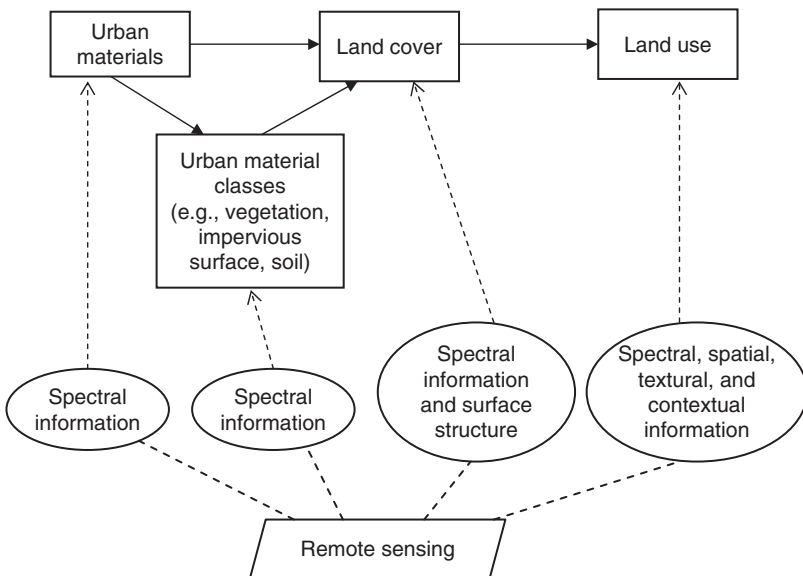 Urban
materials
Land cover
Land use
Urban material
classes
(e.g., vegetation,
impervious
surface, soil)
Spectral
information
Spectral
information
Spectral
information
and surface
structure
Spectral, spatial,
textural, and
contextual
information
Remote sensing